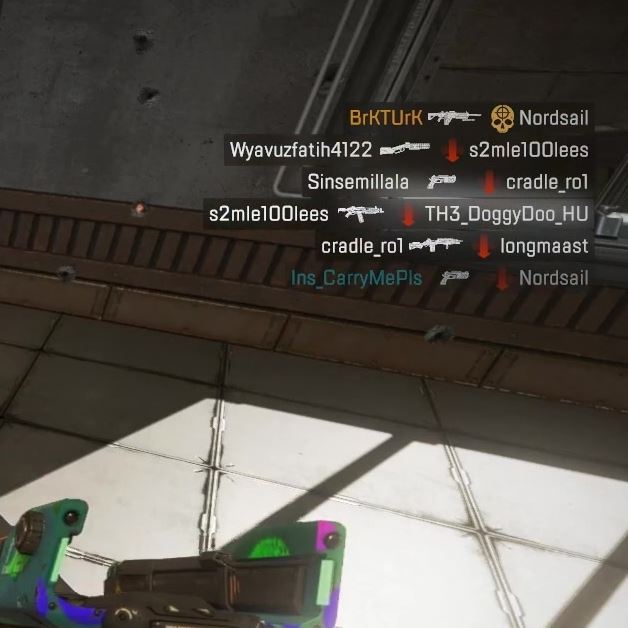 BrKTUrK Nordsail
Wyavuzfatih4122 s2mle100lees
Sinsemillala cradle_ro1
s2mle100lees TH3_DoggyDoo_HU
cradle_ro1 longmaast
Ins_CarryMePls Nordsail